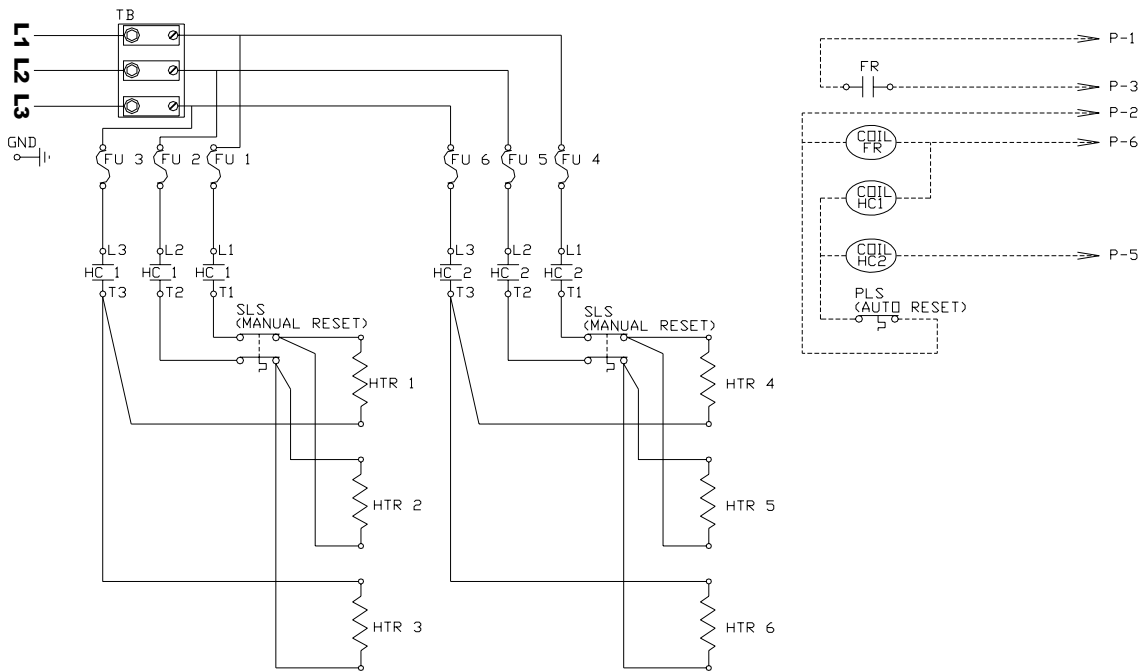 TB
L1
L2
L3
GND
FU 3
FU 2
FU 1
FU 6
FU 5
FU 4
L3
L2
L1
L3
L2
L1
HC 1
HC 1
HC 1
HC 2
HC 2
HC 2
T3
T2
T1
T3
T2
T1
SLS
(MANUAL RESET)
SLS
(MANUAL RESET)
HTR 1
HTR 4
HTR 2
HTR 5
HTR 3
HTR 6
P-1
FR
P-3
P-2
COIL
FR
P-6
COIL
HC1
COIL
HC2
P-5
PLS
(AUTO RESET)